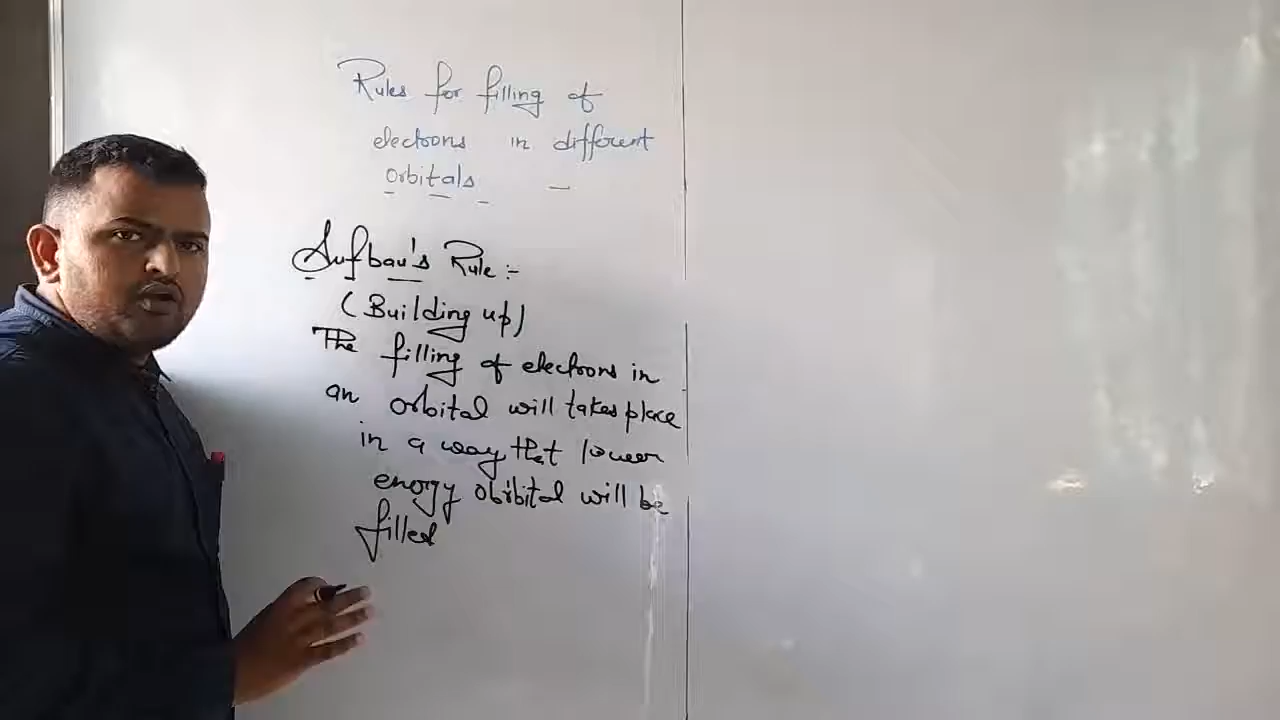 Rules for filling of
electrons in different
orbitals -
Aufbau's Rule :-
(Building up)
The filling of electrons in
an orbital will takes place
in a way that lower
energy obribital will be
filled